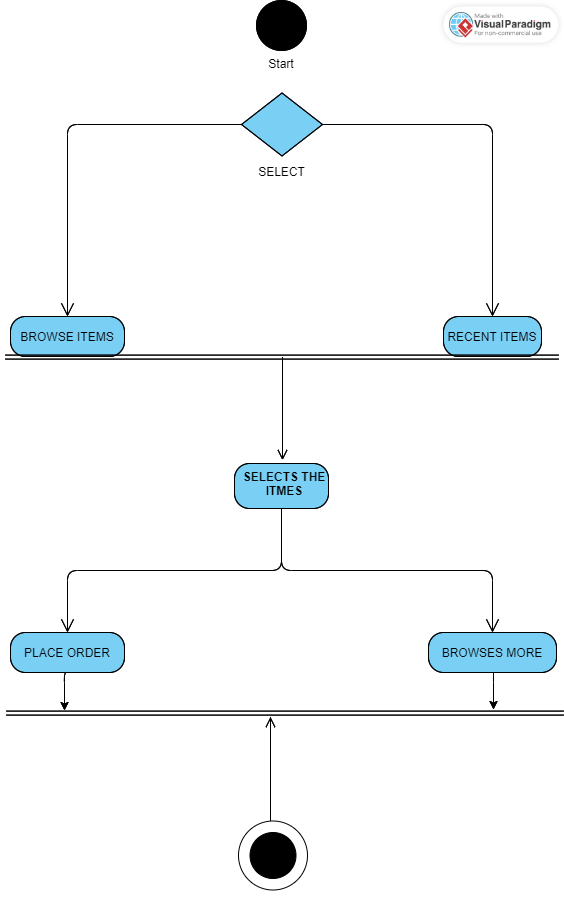 Made with
Visual Paradigm
For non-commercial use
Start
SELECT
BROWSE ITEMS
RECENT ITEMS
SELECTS THE
ITMES
PLACE ORDER
BROWSES MORE